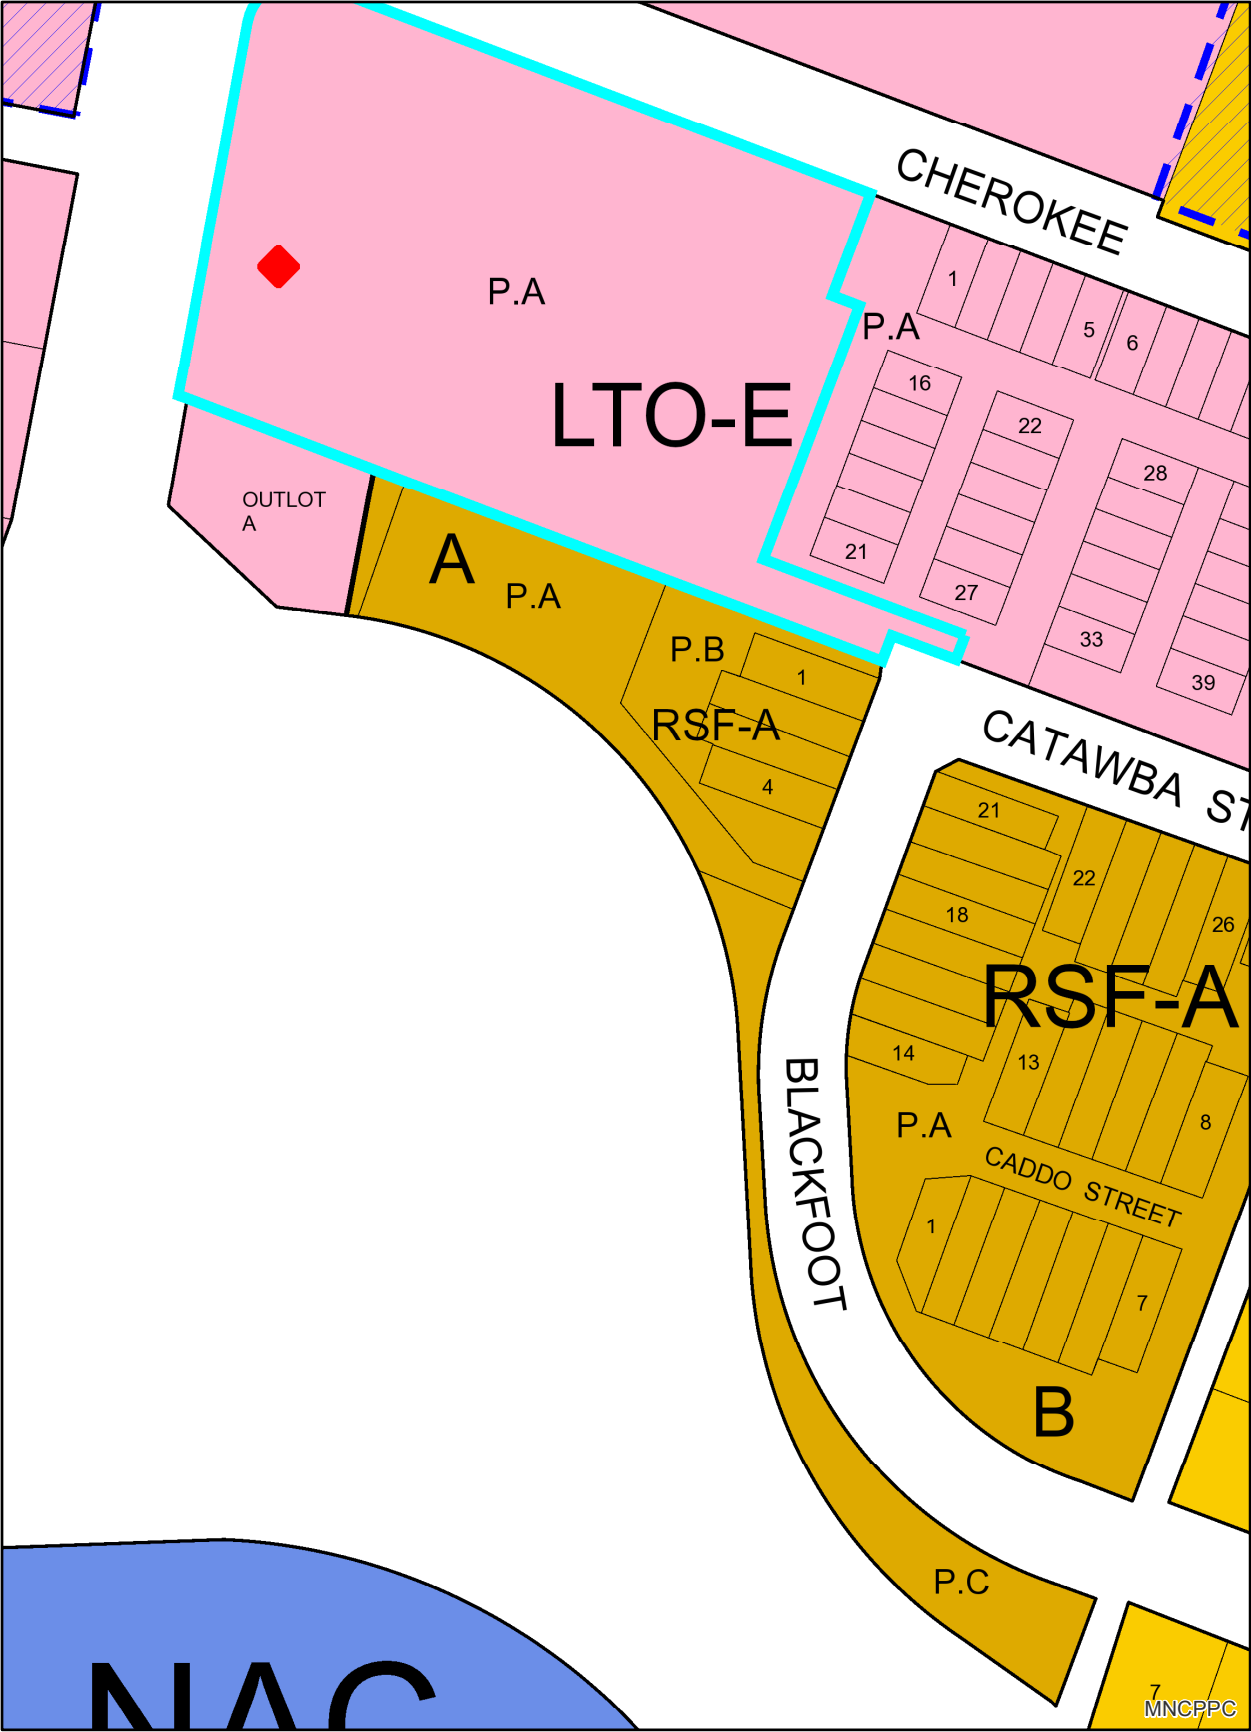 CHEROKEE
P.A
1
P.A
5
6
16
LTO-E
22
28
OUTLOT
A
21
A
P.A
27
33
P.B
1
39
RSF-A
CATAWBA ST
4
21
22
18
26
RSF-A
14
13
BLACKFOOT
P.A
8
CADDO STREET
1
7
B
P.C
NAC
7
MNCPPC